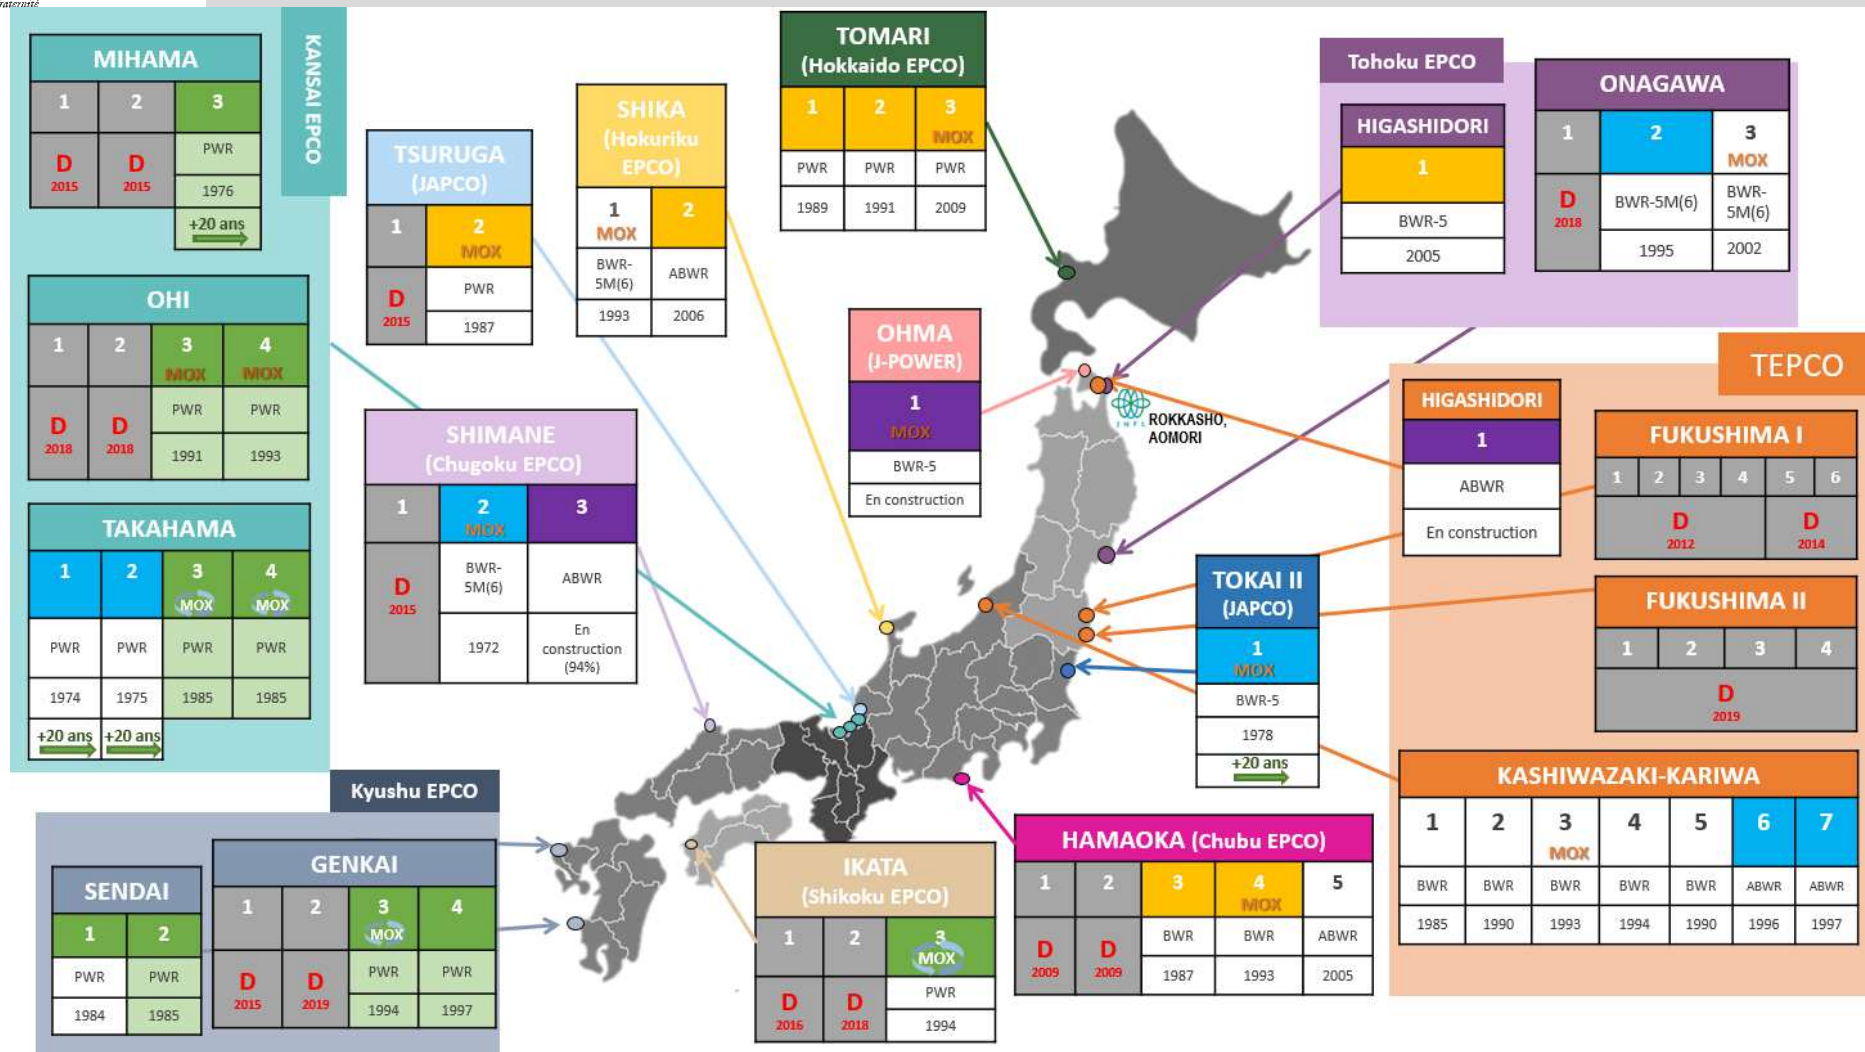 raternité
KANSAI EPCO
MIHAMA
1 2 3
D 2015 D 2015 PWR
1976
+20 ans
OHI
1 2 3 MOX 4 MOX
D 2018 D 2018 PWR PWR
1991 1993
TAKAHAMA
1 2 3 MOX 4 MOX
PWR PWR PWR PWR
1974 1975 1985 1985
+20 ans +20 ans
TSURUGA
(JAPCO)
1 2 MOX
D 2015 PWR
1987
SHIKA
(Hokuriku
EPCO)
1 MOX 2
BWR-
5M(6) ABWR
1993 2006
TOMARI
(Hokkaido EPCO)
1 2 3 MOX
PWR PWR PWR
1989 1991 2009
OHMA
(J-POWER)
1
MOX
BWR-5
En construction
SHIMANE
(Chugoku EPCO)
1 2 MOX 3
D 2015 BWR-
5M(6) ABWR
1972 En
construction
(94%)
Tohoku EPCO
HIGASHIDORI
1
BWR-5
2005
ONAGAWA
1 2 3 MOX
D 2018 BWR-5M(6) BWR-
5M(6)
1995 2002
JNFL
ROKKASHO,
AOMORI
TEPCO
HIGASHIDORI
1
ABWR
En construction
FUKUSHIMA I
1 2 3 4 5 6
D D
2012 2014
FUKUSHIMA II
1 2 3 4
D
2019
TOKAI II
(JAPCO)
1
MOX
BWR-5
1978
+20 ans
KASHIWAZAKI-KARIWA
1 2 3 MOX 4 5 6 7
BWR BWR BWR BWR BWR ABWR ABWR
1985 1990 1993 1994 1990 1996 1997
Kyushu EPCO
SENDAI
1 2
PWR PWR
1984 1985
GENKAI
1 2 3 MOX 4
D 2015 D 2019 PWR PWR
1994 1997
IKATA
(Shikoku EPCO)
1 2 3 MOX
D 2016 D 2018 PWR
1994
HAMAOKA (Chubu EPCO)
1 2 3 4 MOX 5
D 2009 D 2009 BWR BWR ABWR
1987 1993 2005